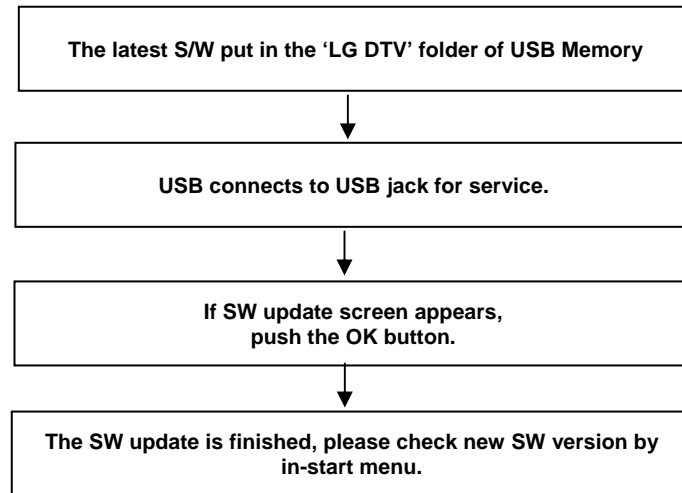 The latest S/W put in the ‘LG DTV’ folder of USB Memory
USB connects to USB jack for service.
If SW update screen appears,
push the OK button.
The SW update is finished, please check new SW version by
in-start menu.